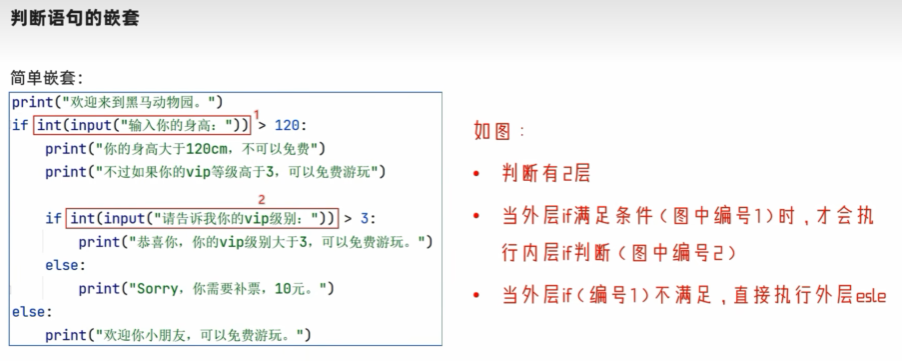 判断语句的嵌套
简单嵌套：
print("欢迎来到黑马动物园。")
1
if int(input("输入你的身高：")) > 120:
print("你的身高大于120cm，不可以免费")
print("不过如果你的vip等级高于3，可以免费游玩")
2
if int(input("请告诉我你的vip级别：")) > 3:
print("恭喜你，你的vip级别大于3，可以免费游玩。")
else:
print("Sorry，你需要补票，10元。")
else:
print("欢迎你小朋友，可以免费游玩。")
如图：
• 判断有2层
• 当外层if满足条件（图中编号1）时，才会执
行内层if判断（图中编号2）
• 当外层if（编号1）不满足，直接执行外层esle